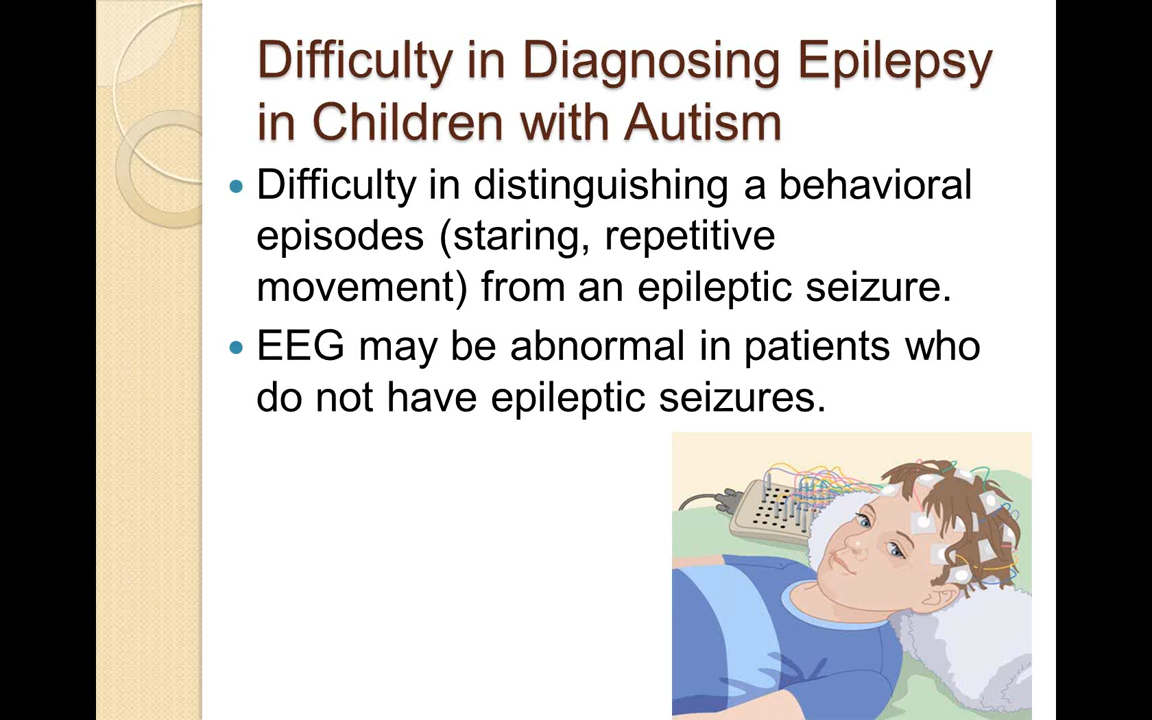 Difficulty in Diagnosing Epilepsy
in Children with Autism
• Difficulty in distinguishing a behavioral
episodes (staring, repetitive
movement) from an epileptic seizure.
• EEG may be abnormal in patients who
do not have epileptic seizures.